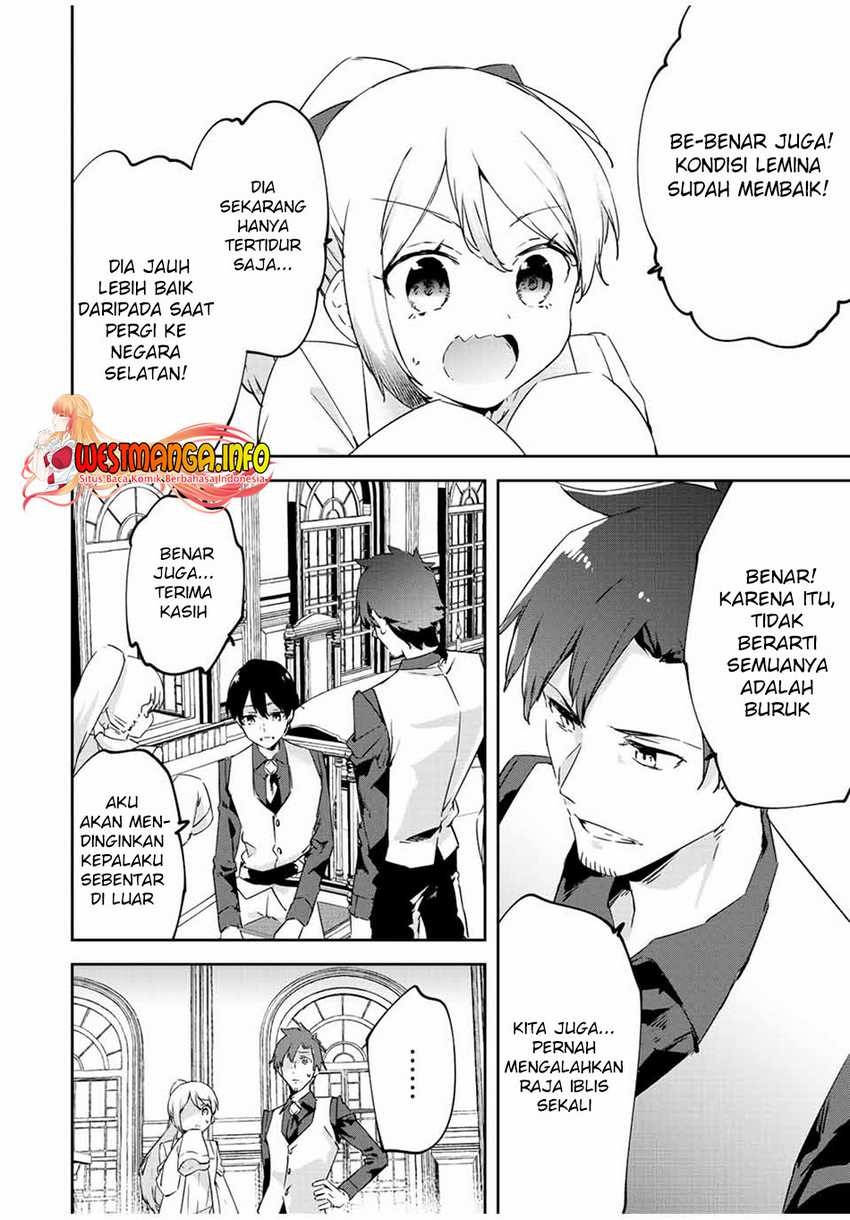 BE-BENAR JUGA!
KONDISI LEMINA
SUDAH MEMBAIK!
DIA
SEKARANG
HANYA
TERTIDUR
SAJA...
DIA JAUH
LEBIH BAIK
DARIPADA SAAT
PERGI KE
NEGARA
SELATAN!
WESTMANGA.INFO
Situs Baca Komik Berbahasa Indonesia
BENAR!
KARENA ITU,
TIDAK
BERARTI
SEMUANYA
ADALAH
BURUK
KITA JUGA...
PERNAH
MENGALAHKAN
RAJA IBLIS
SEKALI
BENAR
JUGA...
TERIMA
KASIH
AKU
AKAN MEN-
DINGINKAN
KEPALAKU
SEBENTAR
DI LUAR
......